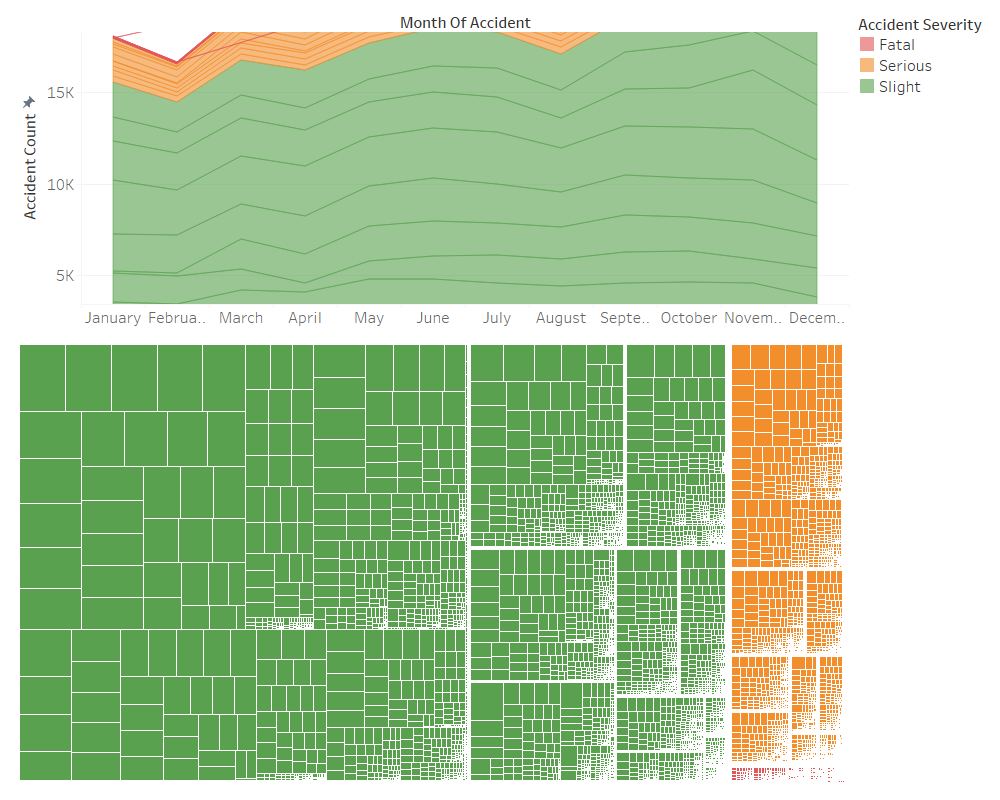 Month Of Accident
Accident Severity
Fatal
Serious
Slight
Accident Count
15K
10K
5K
January Februa.. March April May June July August Septe.. October Novem.. Decem..